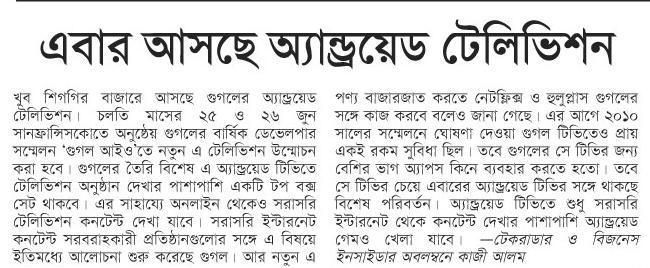 এবার আসছে অ্যান্ড্রয়েড টেলিভিশন
খুব শিগগির বাজারে আসছে গুগলের অ্যান্ড্রয়েড
টেলিভিশন। চলতি মাসের ২৫ ও ২৬ জুন
সানফ্রান্সিসকোতে অনুষ্ঠেয় গুগলের বার্ষিক ডেভেলপার
সম্মেলন ‘গুগল আইও’তে নতুন এ টেলিভিশন উন্মোচন
করা হবে। গুগলের তৈরি বিশেষ এ অ্যান্ড্রয়েড টিভিতে
টেলিভিশন অনুষ্ঠান দেখার পাশাপাশি একটি টপ বক্স
সেট থাকবে। এর সাহায্যে অনলাইন থেকেও সরাসরি
টেলিভিশন কনটেন্ট দেখা যাবে। সরাসরি ইন্টারনেট
কনটেন্ট সরবরাহকারী প্রতিষ্ঠানগুলোর সঙ্গে এ বিষয়ে
ইতিমধ্যে আলোচনা শুরু করেছে গুগল। আর নতুন এ
পণ্য বাজারজাত করতে নেটফ্লিক্স ও হুলুপ্লাস গুগলের
সঙ্গে কাজ করবে বলেও জানা গেছে। এর আগে ২০১০
সালের সম্মেলনে ঘোষণা দেওয়া গুগল টিভিতেও প্রায়
একই রকম সুবিধা ছিল। তবে গুগলের সে টিভির জন্য
বেশির ভাগ অ্যাপস কিনে ব্যবহার করতে হতো। তবে
সে টিভির চেয়ে এবারের অ্যান্ড্রয়েড টিভির সঙ্গে থাকছে
বিশেষ পরিবর্তন। অ্যান্ড্রয়েড টিভিতে শুধু সরাসরি
ইন্টারনেট থেকে কনটেন্ট দেখার পাশাপাশি অ্যান্ড্রয়েড
গেমও খেলা যাবে। —টেকরাডার ও বিজনেস
ইনসাইডার অবলম্বনে কাজী আলম